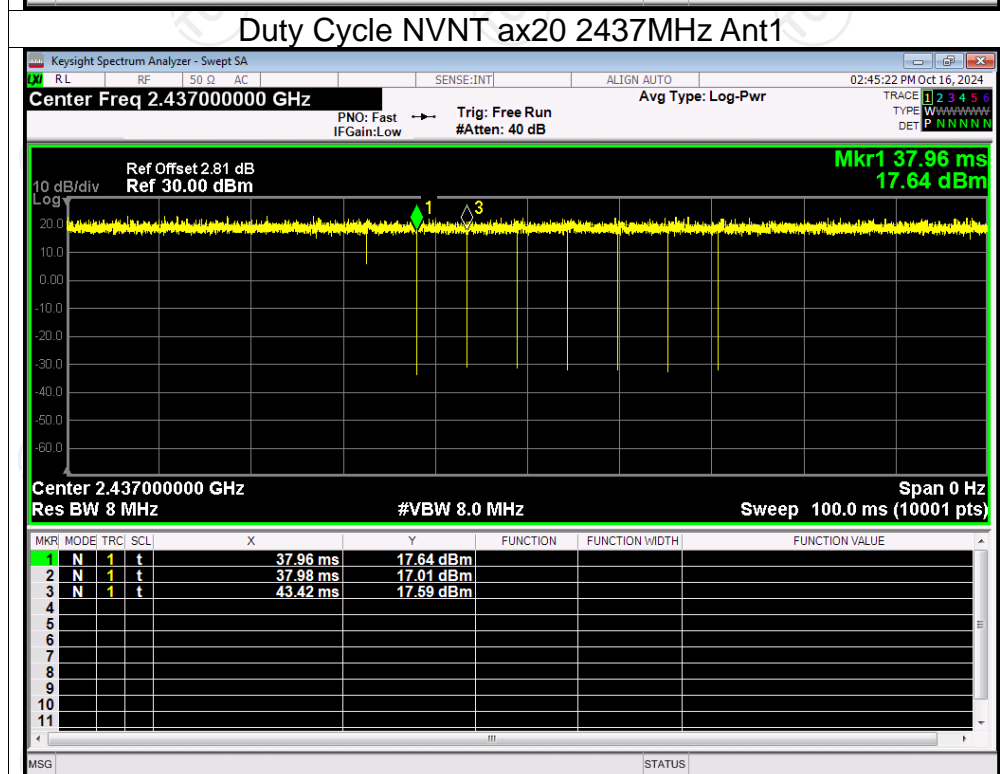 Duty Cycle NVNT ax20 2437MHz Ant1
Keysight Spectrum Analyzer - Swept SA
LXI RL RF 50 Ω AC SENSE:INT ALIGN AUTO 02:45:22 PM Oct 16, 2024
Center Freq 2.437000000 GHz Avg Type: Log-Pwr TRACE 1 2 3 4 5 6
PNO: Fast Trig: Free Run TYPE WWWWWW
IFGain:Low #Atten: 40 dB DET P N N N N N
Mkr1 37.96 ms
Ref Offset 2.81 dB
10 dB/div Ref 30.00 dBm 17.64 dBm
Log
1 3
20.0
10.0
0.00
-10.0
-20.0
-30.0
-40.0
-50.0
-60.0
Center 2.437000000 GHz Span 0 Hz
Res BW 8 MHz #VBW 8.0 MHz Sweep 100.0 ms (10001 pts)
MKR MODE TRC SCL X Y FUNCTION FUNCTION WIDTH FUNCTION VALUE
1 N 1 t 37.96 ms 17.64 dBm
2 N 1 t 37.98 ms 17.01 dBm
3 N 1 t 43.42 ms 17.59 dBm
4
5
6
7
8
9
10
11
MSG STATUS